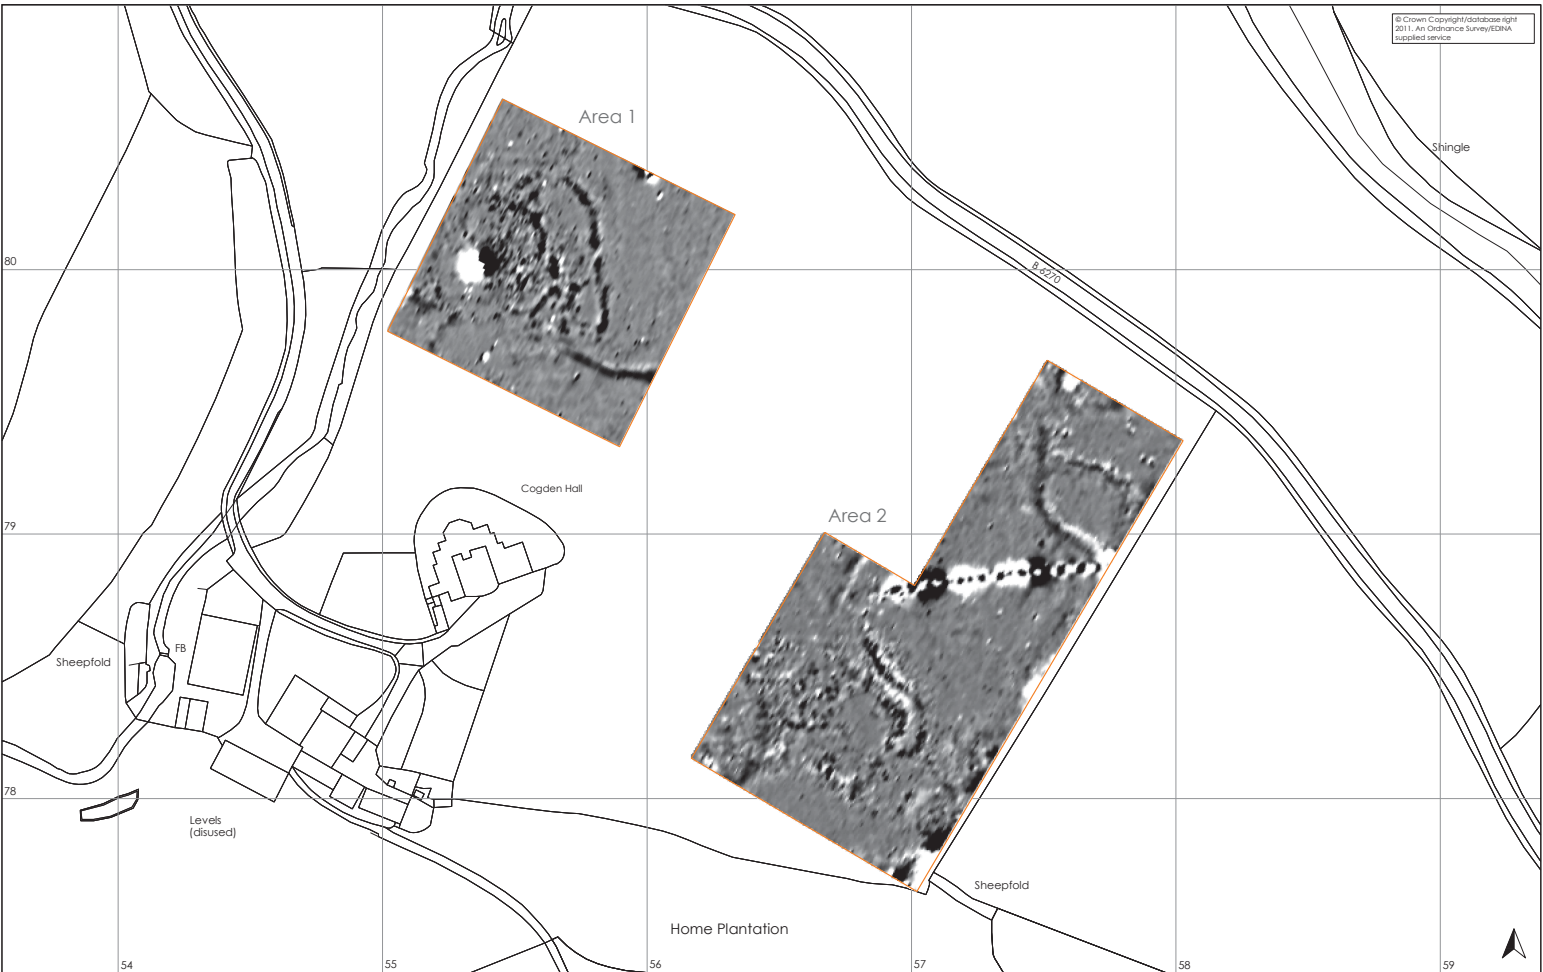 © Crown Copyright/database right
2011. An Ordnance Survey/EDINA
supplied service
Area 1
Shingle
80
B 6270
Cogden Hall
79
Area 2
FB
Sheepfold
78
Levels
(disused)
Sheepfold
Home Plantation
54
55
56
57
58
59